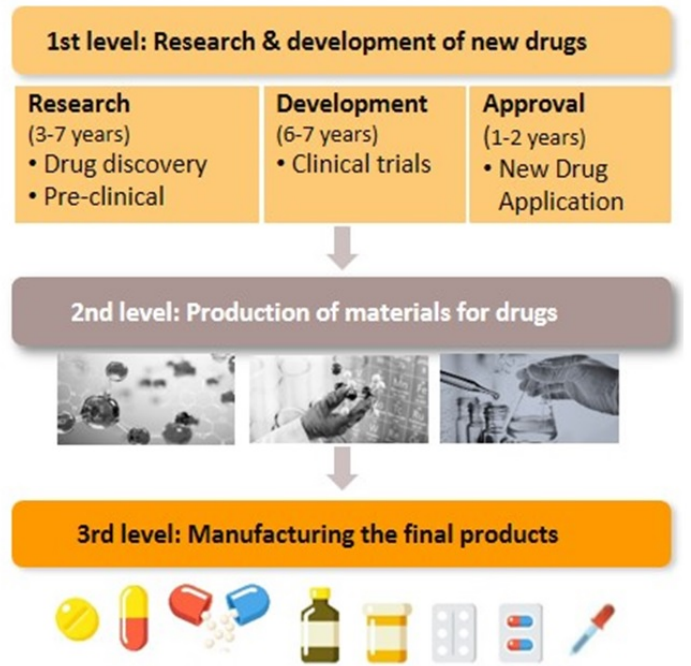 1st level: Research & development of new drugs
Research
(3-7 years)
• Drug discovery
• Pre-clinical
Development
(6-7 years)
• Clinical trials
Approval
(1-2 years)
• New Drug
Application
2nd level: Production of materials for drugs
3rd level: Manufacturing the final products